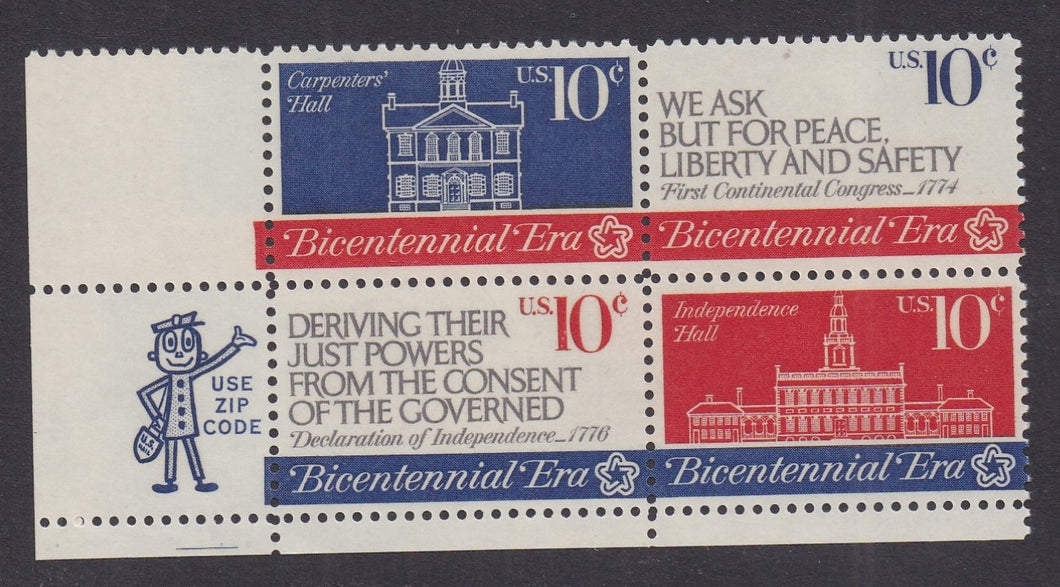 Carpenters'
Hall
U.S. 10¢
Bicentennial Era
U.S. 10¢
WE ASK
BUT FOR PEACE,
LIBERTY AND SAFETY
First Continental Congress_1774
Bicentennial Era
USE
ZIP
CODE
U.S. 10¢
DERIVING THEIR
JUST POWERS
FROM THE CONSENT
OF THE GOVERNED
Declaration of Independence_1776
Bicentennial Era
Independence
Hall
U.S. 10¢
Bicentennial Era